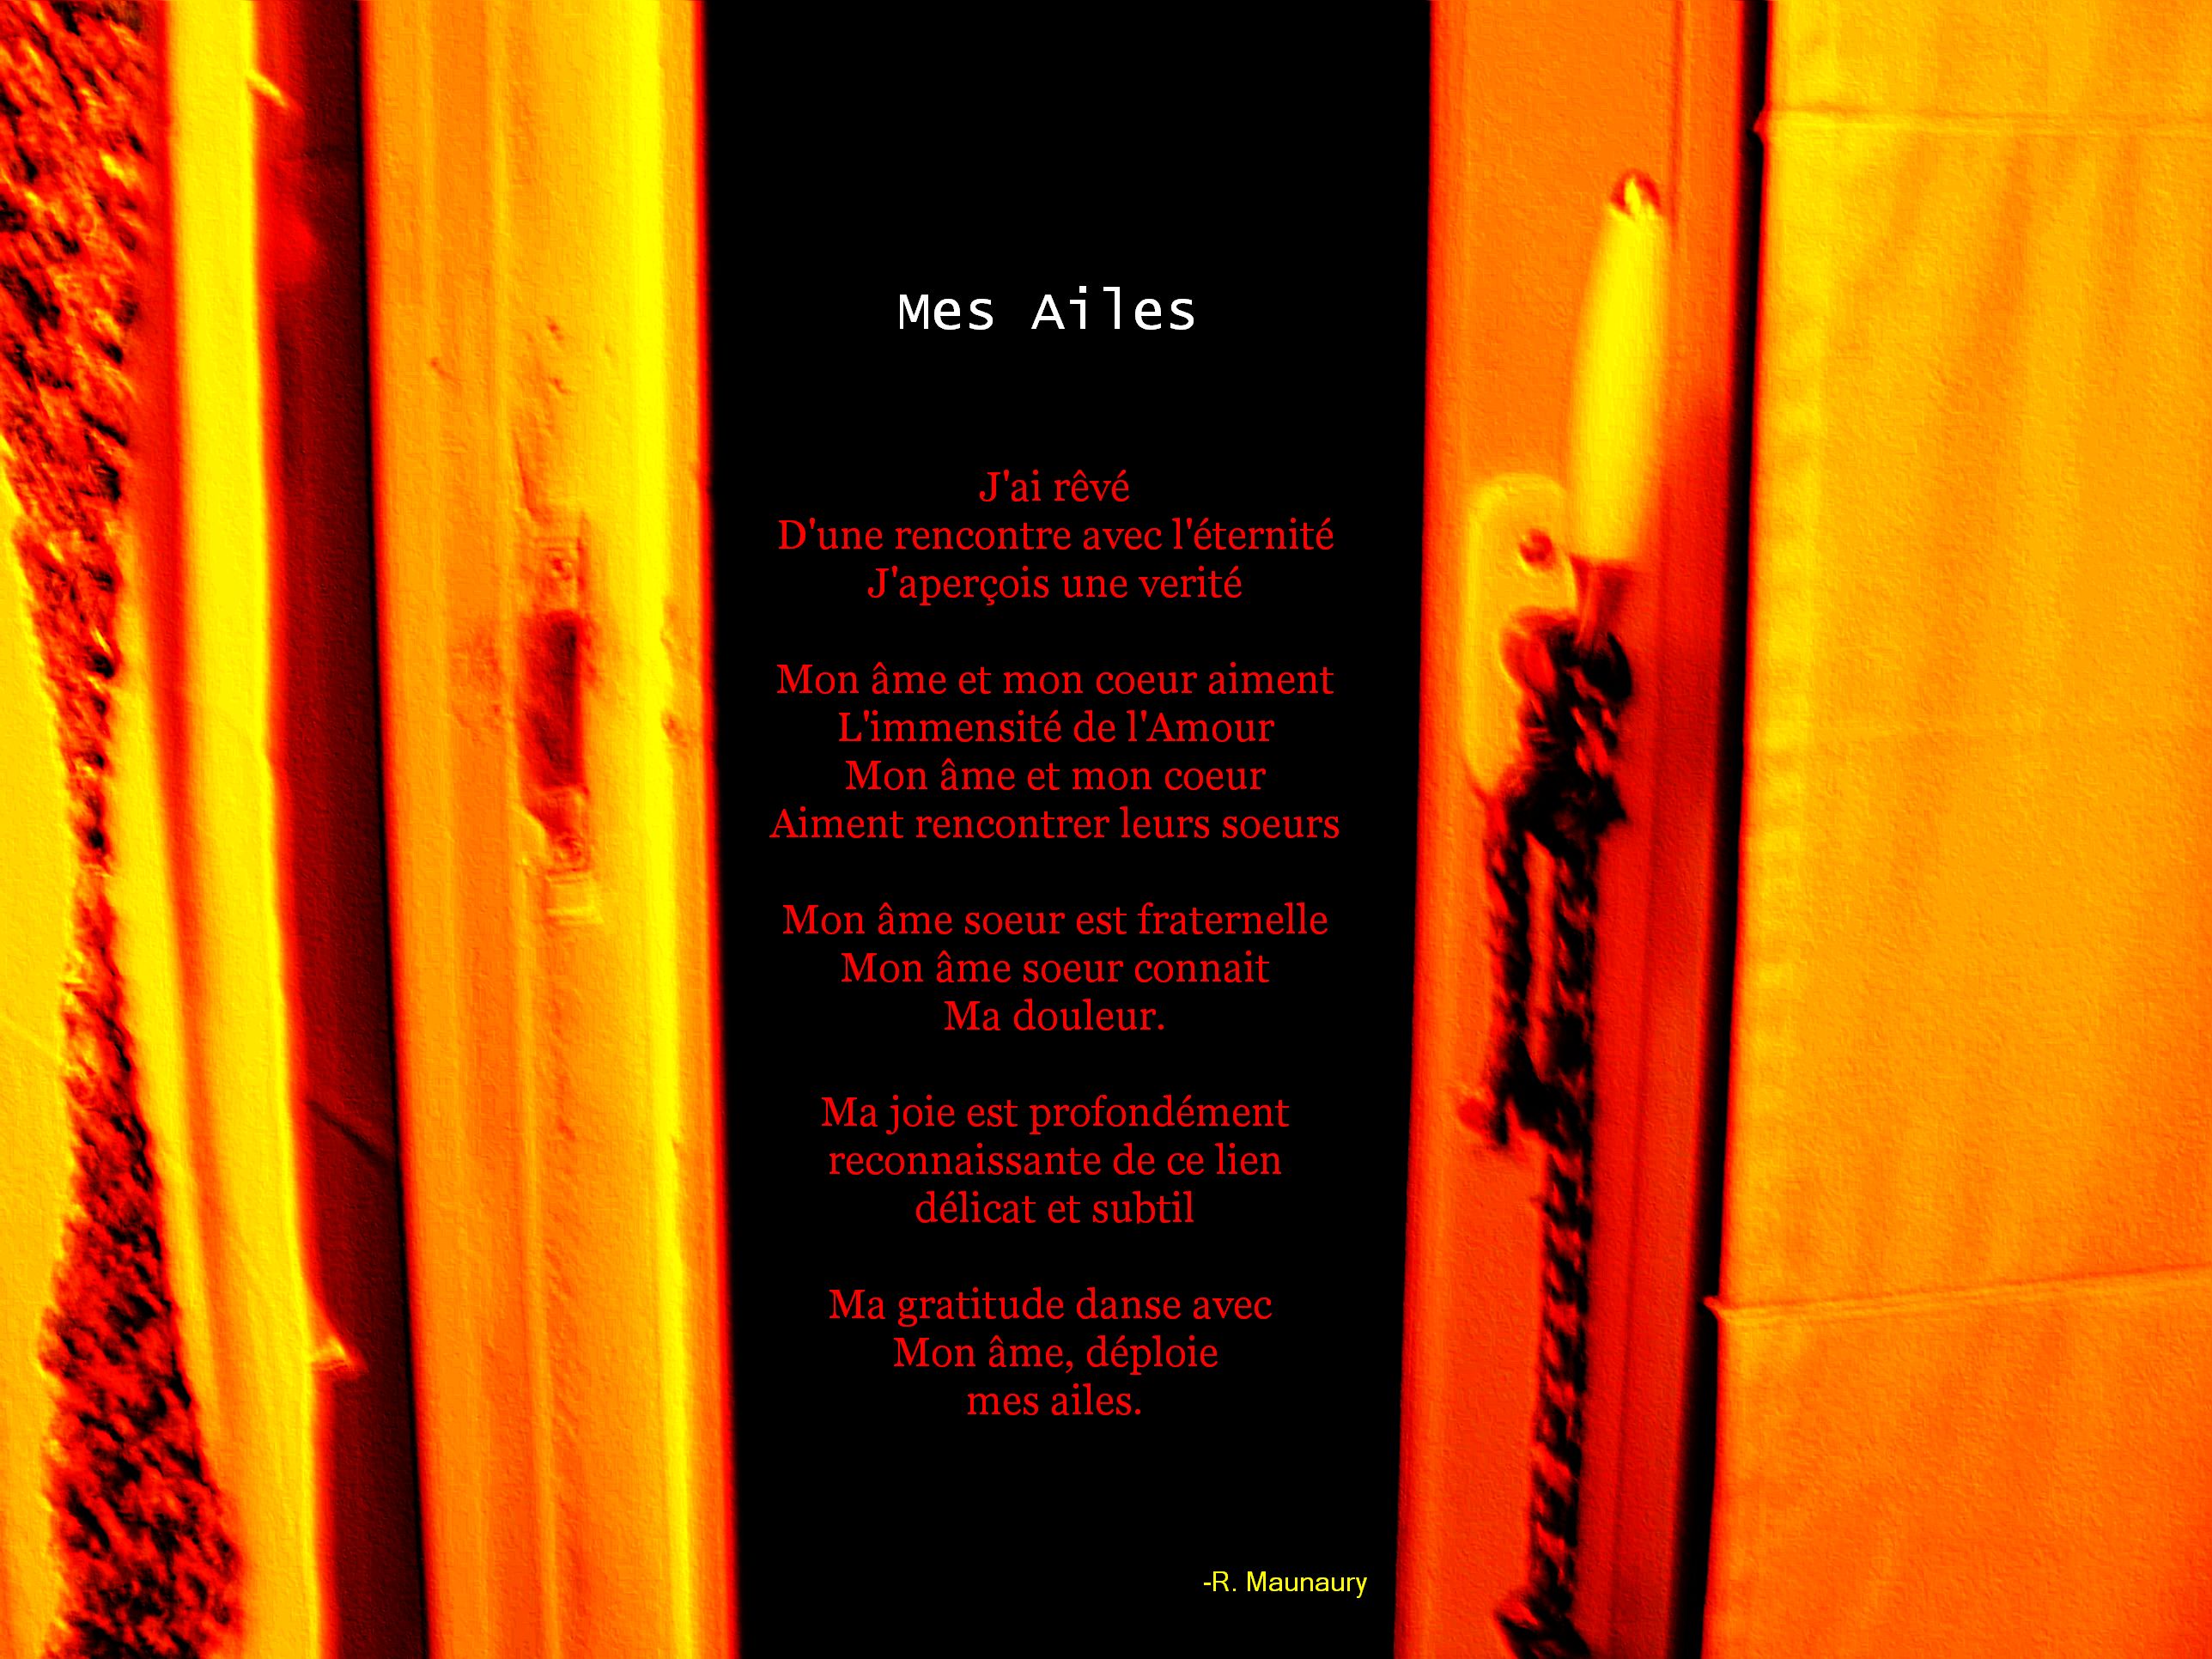 Mes Ailes
J'ai rêvé
D'une rencontre avec l'éternité
J'aperçois une verité
Mon âme et mon coeur aiment
L'immensité de l'Amour
Mon âme et mon coeur
Aiment rencontrer leurs soeurs
Mon âme soeur est fraternelle
Mon âme soeur connait
Ma douleur.
Ma joie est profondément
reconnaissante de ce lien
délicat et subtil
Ma gratitude danse avec
Mon âme, déploie
mes ailes.
-R. Maunaury